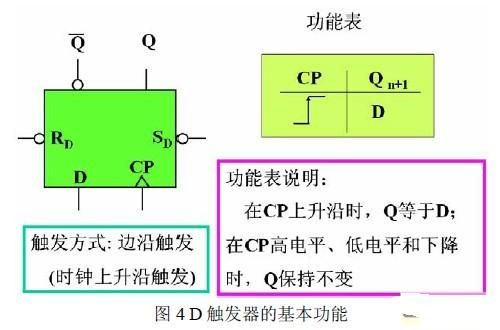 功能表
Q̅ Q
R_D S_D
D CP
CP Q n+1
D
触发方式: 边沿触发
(时钟上升沿触发)
功能表说明:
在CP上升沿时，Q等于D；
在CP高电平、低电平和下降
时，Q保持不变
图 4 D 触发器的基本功能